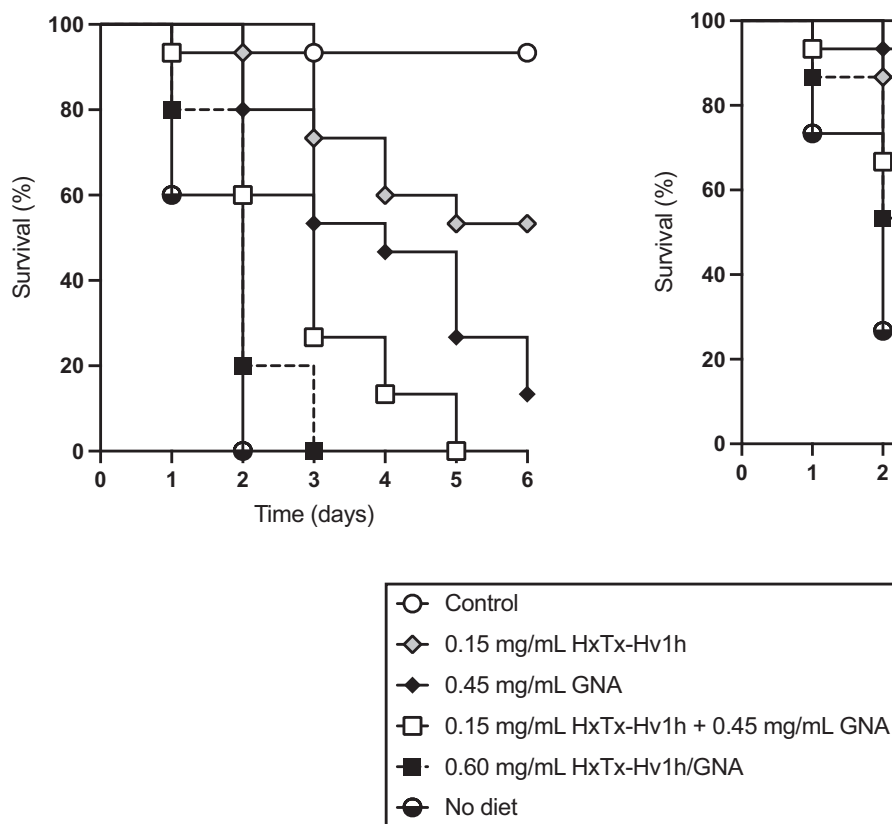 100
80
60
40
20
0
Survival (%)
0 1 2 3 4 5 6
Time (days)
100
80
60
40
20
0
Survival (%)
0 1 2
Control
0.15 mg/mL HxTx-Hv1h
0.45 mg/mL GNA
0.15 mg/mL HxTx-Hv1h + 0.45 mg/mL GNA
0.60 mg/mL HxTx-Hv1h/GNA
No diet